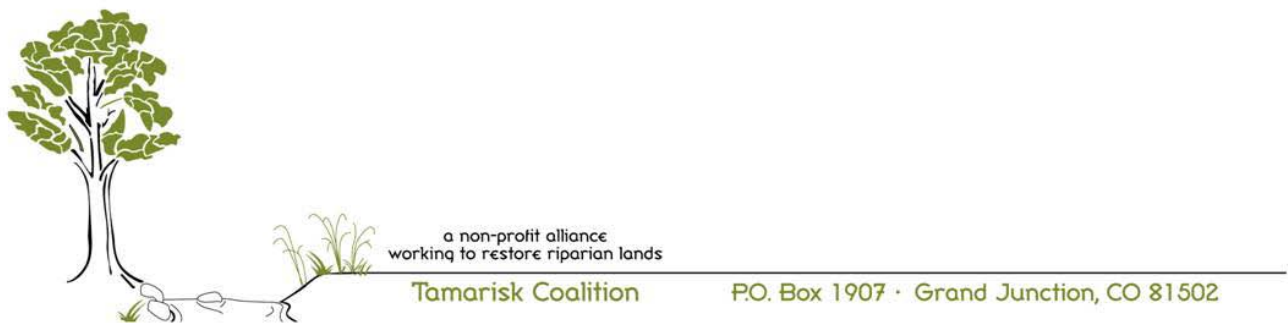 a non-profit alliance
working to restore riparian lands
Tamarisk Coalition P.O. Box 1907 · Grand Junction, CO 81502